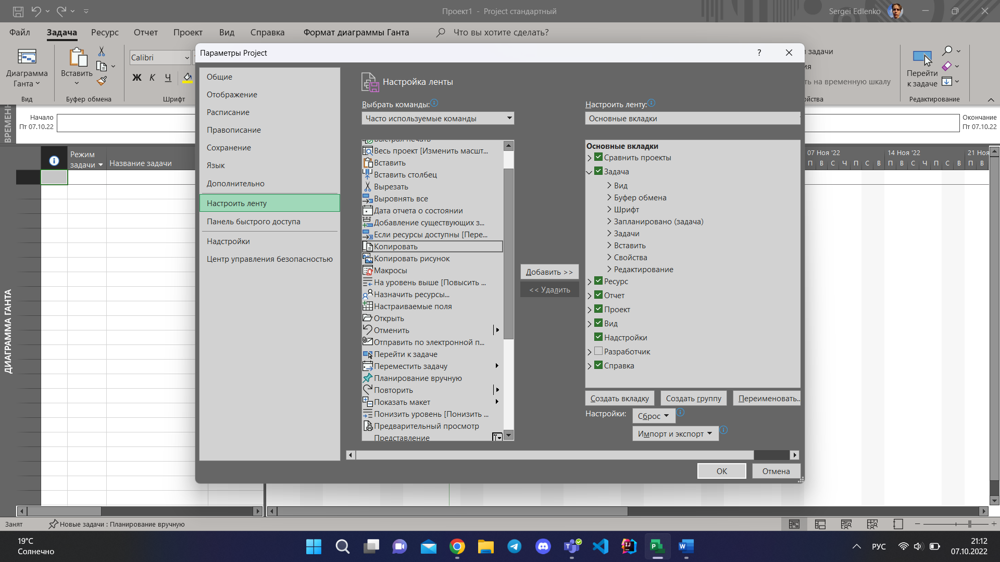 Проект1 - Project стандартный
Sergei Edlenko
Файл
Задача
Ресурс
Отчет
Проект
Вид
Справка
Формат диаграммы Ганта
Что вы хотите сделать?
Диаграмма
Ганта
Вид
Вставить
Буфер обмена
Calibri
Ж К Ч
Шрифт
задачи
ть на временную шкалу
Перейти
к задаче
Редактирование
Параметры Project
?
Общие
Отображение
Расписание
Правописание
Сохранение
Язык
Дополнительно
Настроить ленту
Панель быстрого доступа
Надстройки
Центр управления безопасностью
Настройка ленты
Выбрать команды:
Часто используемые команды
Быстрая печать
Весь проект [Изменить масшт...
Вставить
Вставить столбец
Вырезать
Выровнять все
Дата отчета о состоянии
Добавление существующих з...
Если ресурсы доступны [Пере...
Копировать
Копировать рисунок
Макросы
На уровень выше [Повысить ...
Назначить ресурсы...
Настраиваемые поля
Открыть
Отменить
Отправить по электронной п...
Перейти к задаче
Переместить задачу
Планирование вручную
Повторить
Показать макет
Понизить уровень [Понизить ...
Предварительный просмотр
Представление
Добавить >>
<< Удалить
Настроить ленту:
Основные вкладки
Основные вкладки
Сравнить проекты
Задача
Вид
Буфер обмена
Шрифт
Запланировано (задача)
Задачи
Вставить
Свойства
Редактирование
Ресурс
Отчет
Проект
Вид
Надстройки
Разработчик
Справка
Создать вкладку
Создать группу
Переименовать...
Настройки:
Сброс
Импорт и экспорт
ОК
Отмена
Начало
Пт 07.10.22
Окончание
Пт 07.10.22
Режим
задачи
Название задачи
07 Ноя '22
14 Ноя '22
21 Ноя
П В С Ч П С В П В С Ч П С В П В
ДИАГРАММА ГАНТА
Занят
Новые задачи : Планирование вручную
19°C
Солнечно
РУС
21:12
07.10.2022